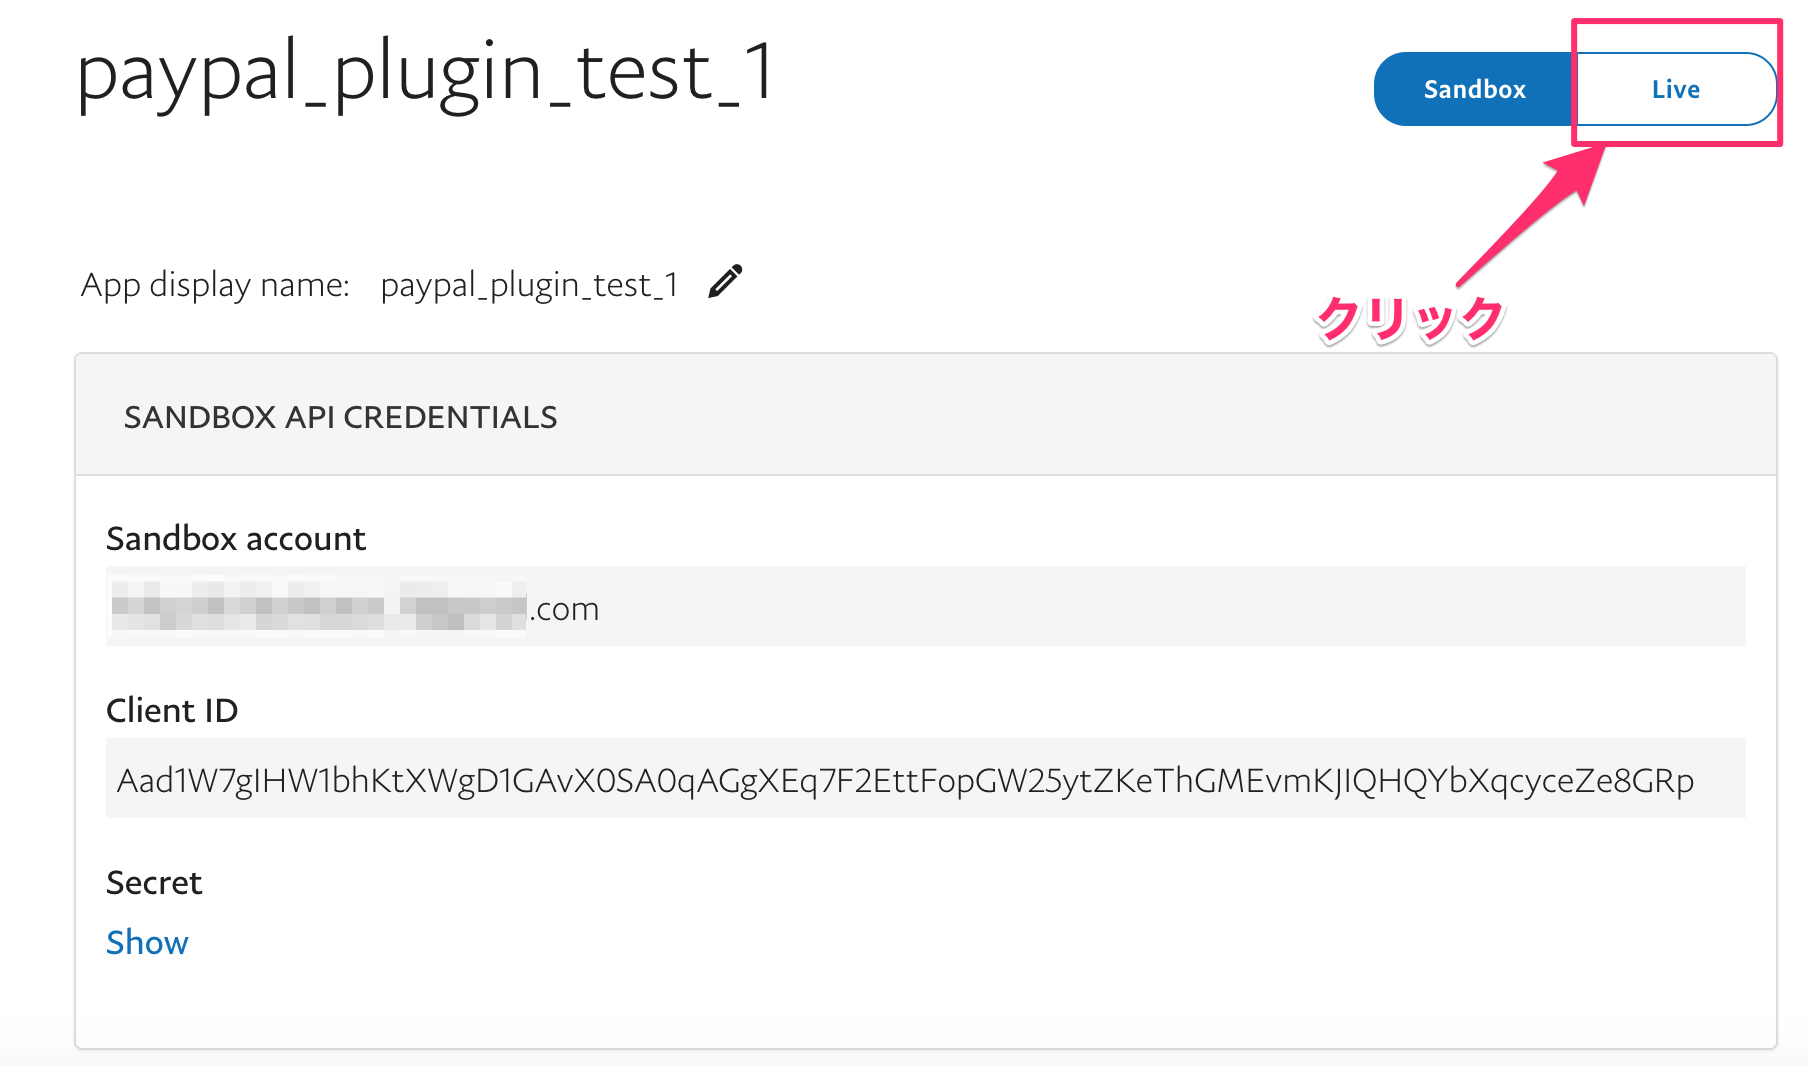 paypal_plugin_test_1
Sandbox Live
クリック
App display name: paypal_plugin_test_1
SANDBOX API CREDENTIALS
Sandbox account
.com
Client ID
Aad1W7gIHW1bhKtXWgD1GAvX0SA0qAGgXEq7F2EttFopGW25ytZKeThGMEvmKJIQHQYbXqcyceZe8GRp
Secret
Show